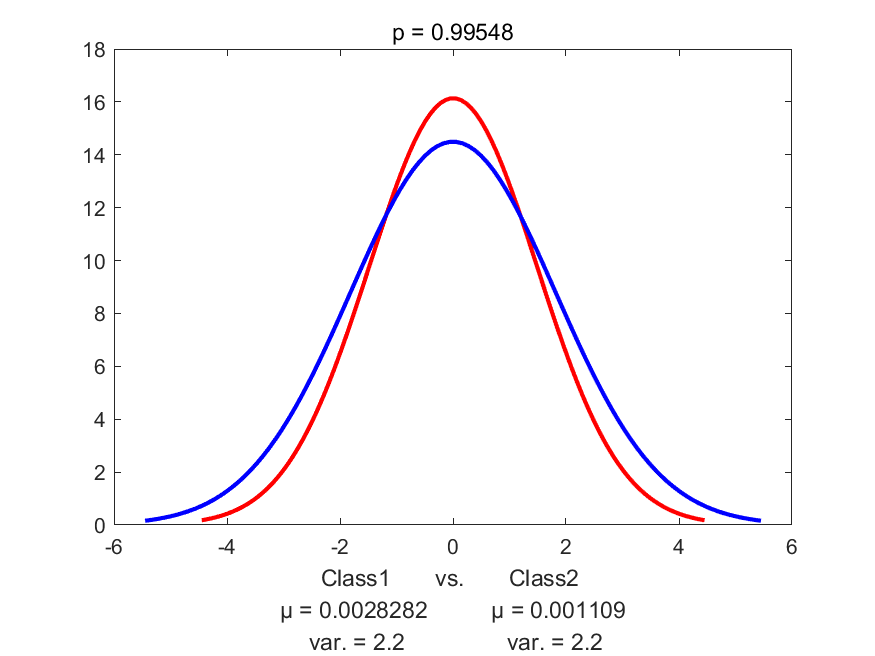 p = 0.99548
18
16
14
12
10
8
6
4
2
0
-6 -4 -2 0 2 4 6
Class1 vs. Class2
μ = 0.0028282 μ = 0.001109
var. = 2.2 var. = 2.2